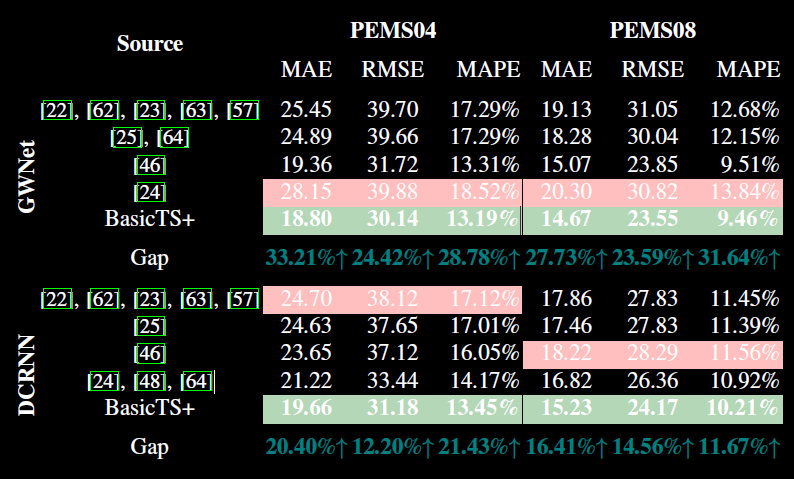 Source PEMS04 PEMS08
MAE RMSE MAPE MAE RMSE MAPE
GWNet
[22], [62], [23], [63], [57] 25.45 39.70 17.29% 19.13 31.05 12.68%
[25], [64] 24.89 39.66 17.29% 18.28 30.04 12.15%
[46] 19.36 31.72 13.31% 15.07 23.85 9.51%
[24] 28.15 39.88 18.52% 20.30 30.82 13.84%
BasicTS+ 18.80 30.14 13.19% 14.67 23.55 9.46%
Gap 33.21%↑ 24.42%↑ 28.78%↑ 27.73%↑ 23.59%↑ 31.64%↑
DCRNN
[22], [62], [23], [63], [57] 24.70 38.12 17.12% 17.86 27.83 11.45%
[25] 24.63 37.65 17.01% 17.46 27.83 11.39%
[46] 23.65 37.12 16.05% 18.22 28.29 11.56%
[24], [48], [64] 21.22 33.44 14.17% 16.82 26.36 10.92%
BasicTS+ 19.66 31.18 13.45% 15.23 24.17 10.21%
Gap 20.40%↑ 12.20%↑ 21.43%↑ 16.41%↑ 14.56%↑ 11.67%↑